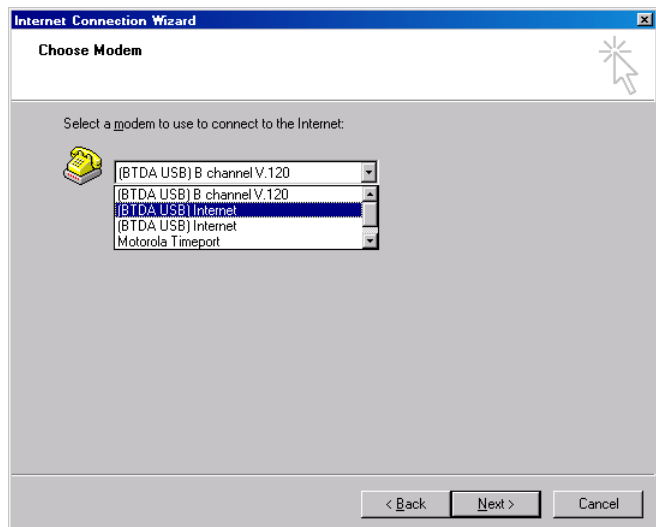 Internet Connection Wizard
Choose Modem
Select a modem to use to connect to the Internet:
(BTDA USB) B channel V.120
(BTDA USB) B channel V.120
(BTDA USB) Internet
(BTDA USB) Internet
Motorola Timeport
< Back Next > Cancel